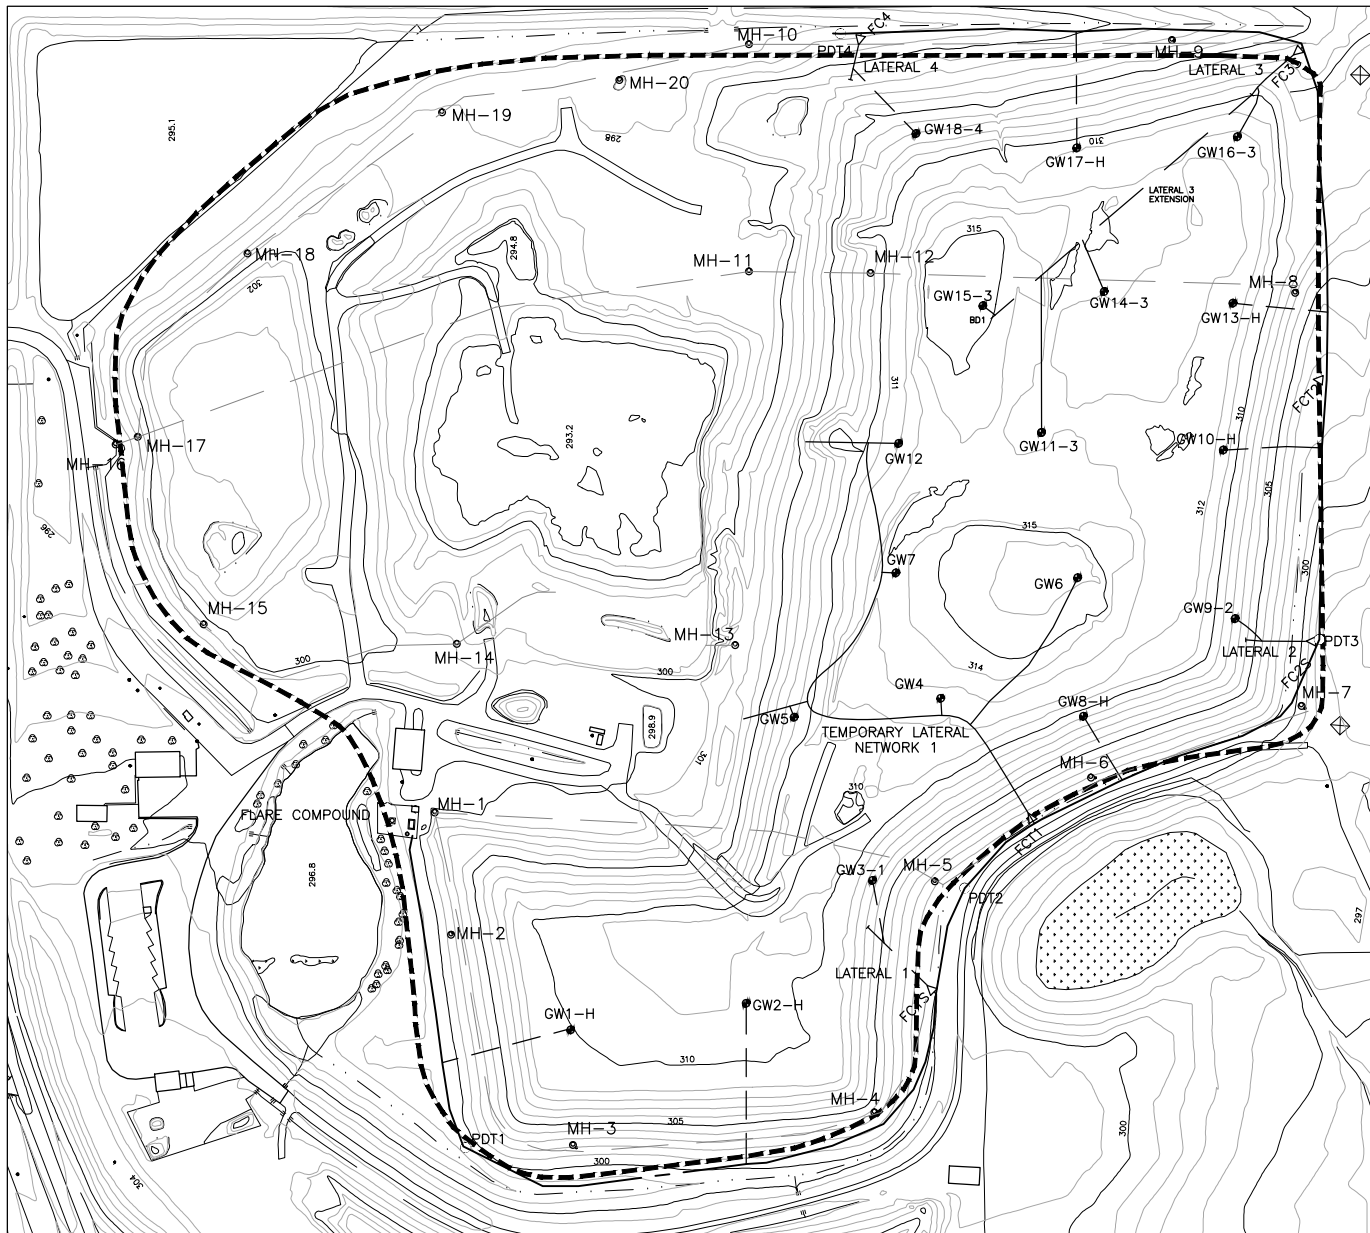 FC4
MH-10
PDT4
MH-9
LATERAL 4
LATERAL 3
FC3
MH-20
MH-19
295.1
298
GW18-4
GW17-H
310
GW16-3
LATERAL 3
EXTENSION
315
294.8
MH-18
302
MH-11
MH-12
MH-8
GW15-3
BD1
GW14-3
GW13-H
FCT2
311
310
293.2
MH-17
MH-16
GW12
GW11-3
GW10-H
305
312
296
315
300
GW7
GW6
MH-15
GW9-2
MH-14
MH-13
LATERAL 2
PDT3
300
300
314
FC2S
GW4
MH-7
298.9
GW5
GW8-H
TEMPORARY LATERAL
NETWORK 1
301
MH-6
310
MH-1
FLARE COMPOUND
FCT1
296.8
GW3-1
MH-5
PDT2
297
MH-2
LATERAL 1
GW1-H
GW2-H
FC1S
310
MH-4
305
300
PDT1
MH-3
300
304